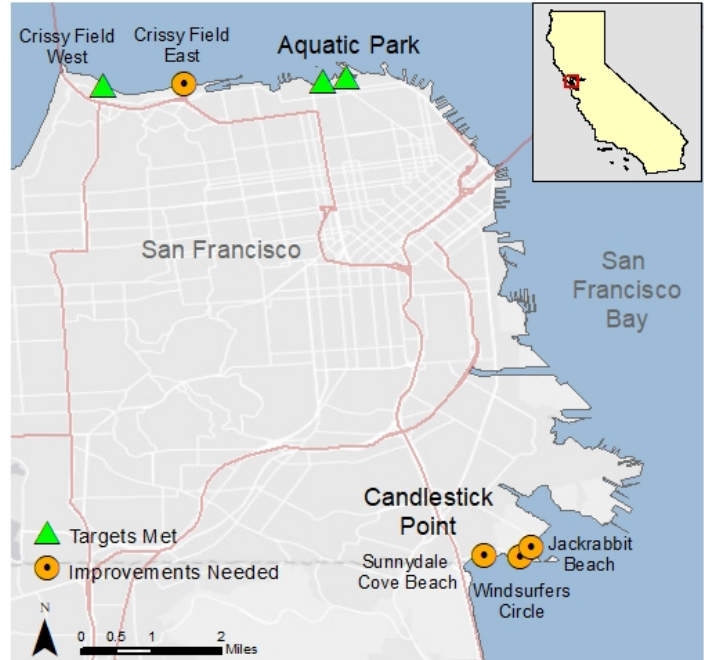 Crissy Field
West
Crissy Field
East
Aquatic Park
San Francisco
San
Francisco
Bay
Candlestick
Point
Sunnydale
Cove Beach
Jackrabbit
Beach
Windsurfers
Circle
Targets Met
Improvements Needed
N
0 0.5 1 2
Miles